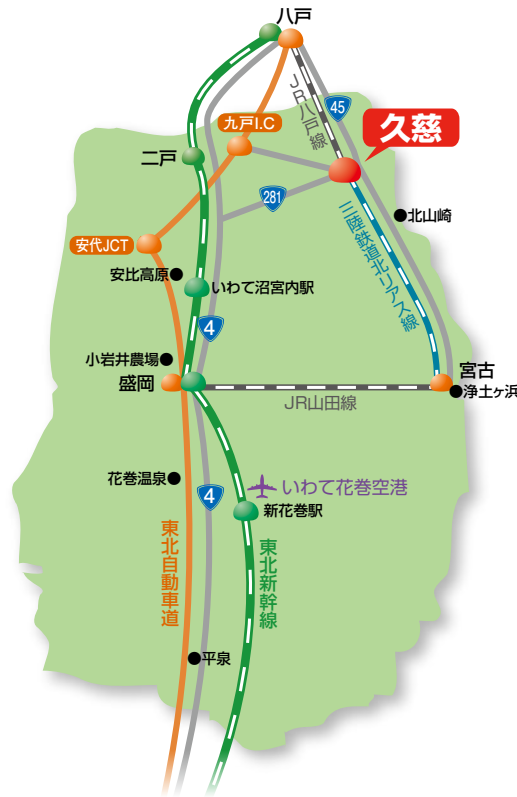 八戸
45
JR八戸線
九戸I.C
久慈
二戸
281
北山崎
安代JCT
三陸鉄道北リアス線
安比高原
いわて沼宮内駅
4
小岩井農場
盛岡
宮古
浄土ヶ浜
JR山田線
花巻温泉
いわて花巻空港
4
新花巻駅
東北自動車道
東北新幹線
平泉